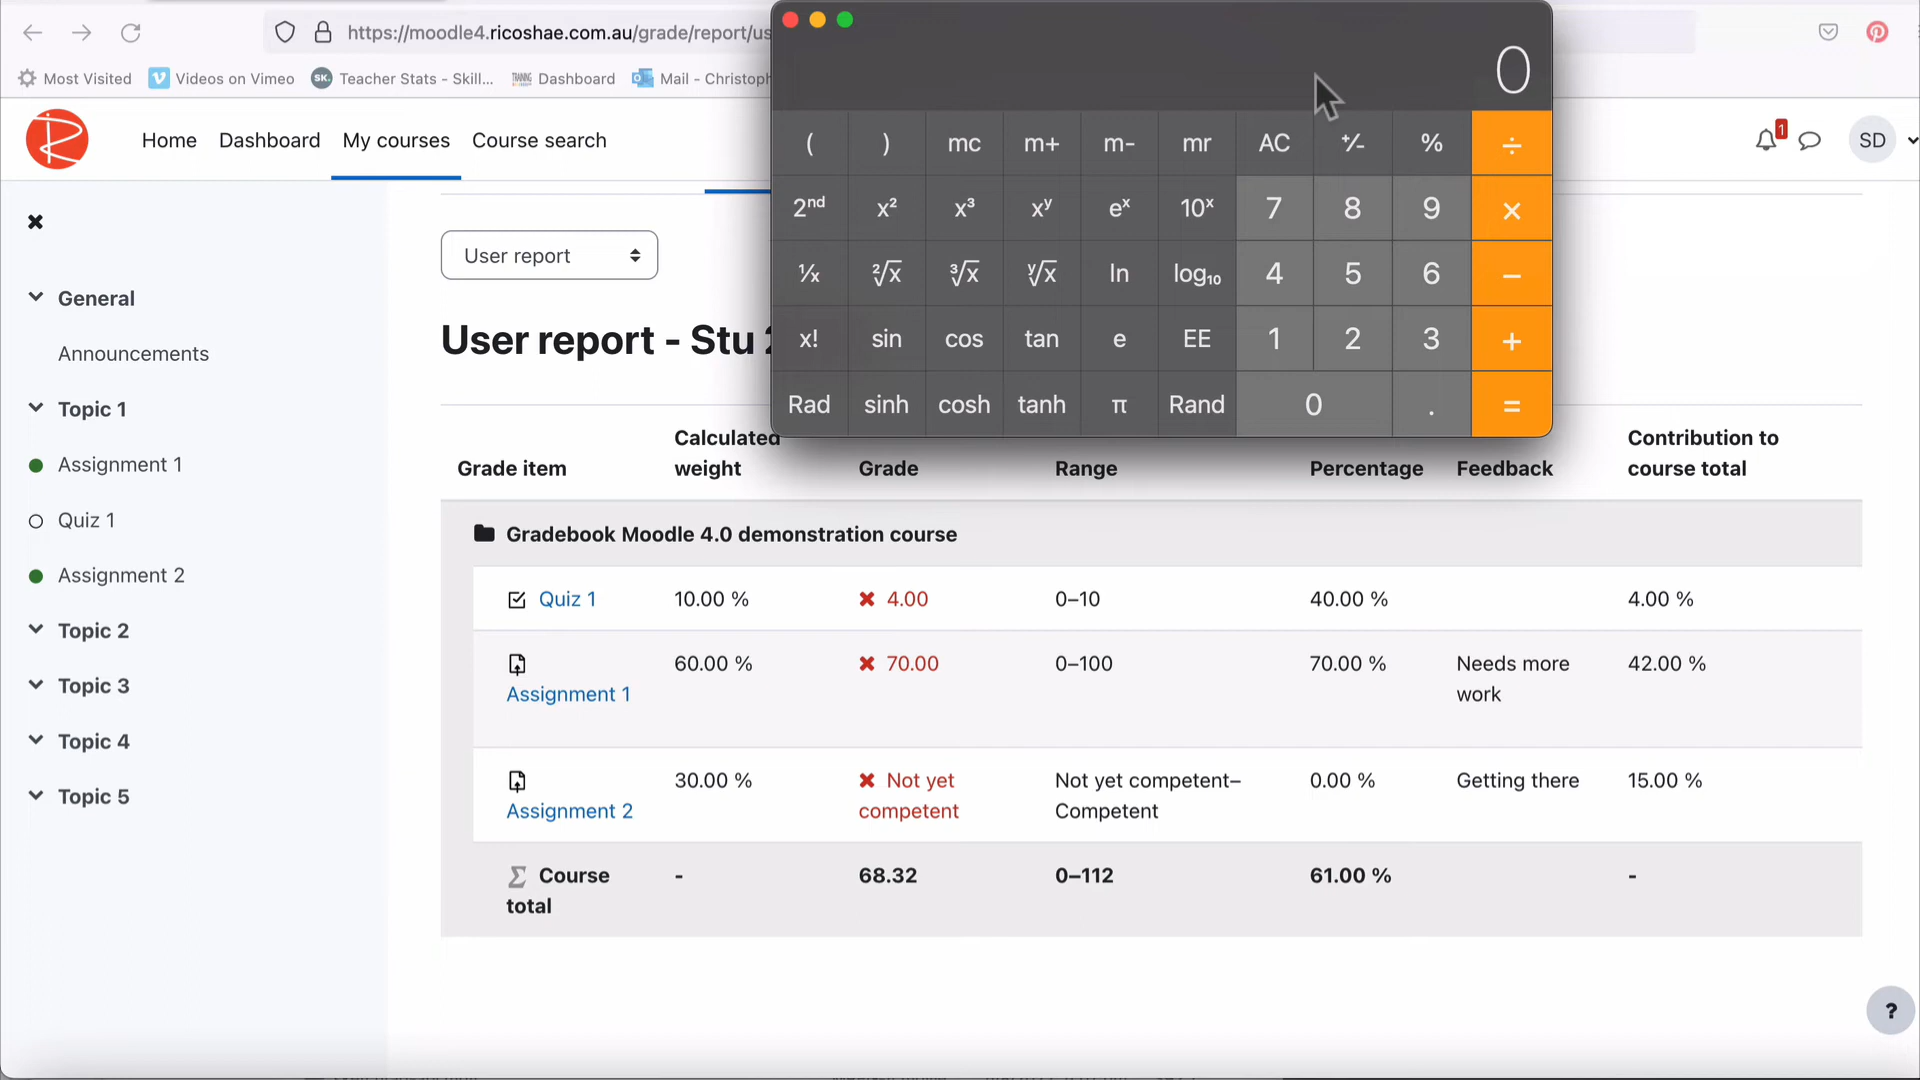 https://moodle4.ricoshae.com.au/grade/report/us
Most Visited Videos on Vimeo SK. Teacher Stats - Skill... Dashboard Mail - Christoph
0
Home Dashboard My courses Course search
1 SD
( ) mc m+ m- mr AC +/- % ÷
2nd x² x³ xʸ eˣ 10ˣ 7 8 9 ×
¹⁄ₓ ²√x ³√x ʸ√x ln log₁₀ 4 5 6 −
x! sin cos tan e EE 1 2 3 +
Rad sinh cosh tanh π Rand 0 . =
General
Announcements
Topic 1
Assignment 1
Quiz 1
Assignment 2
Topic 2
Topic 3
Topic 4
Topic 5
User report
User report - Stu
Grade item Calculated weight Grade Range Percentage Feedback Contribution to course total
Gradebook Moodle 4.0 demonstration course
Quiz 1 10.00 % 4.00 0–10 40.00 % 4.00 %
Assignment 1 60.00 % 70.00 0–100 70.00 % Needs more work 42.00 %
Assignment 2 30.00 % Not yet competent Not yet competent–Competent 0.00 % Getting there 15.00 %
Σ Course total - 68.32 0–112 61.00 % -
?